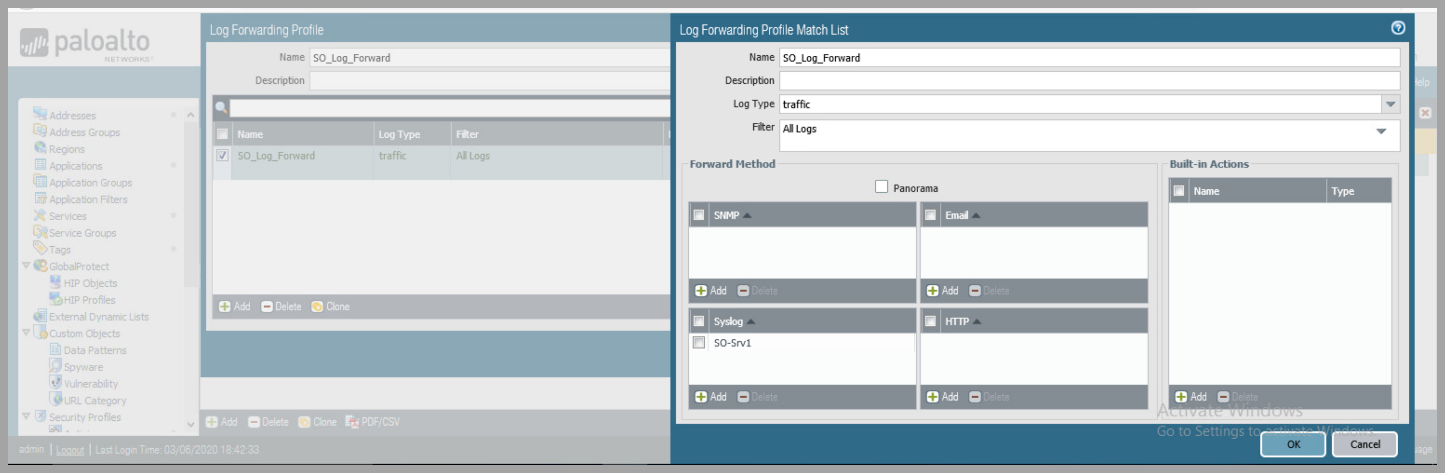 paloalto
NETWORKS
Log Forwarding Profile
Name SO_Log_Forward
Description
Name Log Type Filter
SO_Log_Forward traffic All Logs
Add Delete Clone
Addresses
Address Groups
Regions
Applications
Application Groups
Application Filters
Services
Service Groups
Tags
GlobalProtect
HIP Objects
HIP Profiles
External Dynamic Lists
Custom Objects
Data Patterns
Spyware
Vulnerability
URL Category
Security Profiles
Add Delete Clone PDF/CSV
admin | Logout | Last Login Time: 03/06/2020 18:42:33
Log Forwarding Profile Match List
Name SO_Log_Forward
Description
Log Type traffic
Filter All Logs
Forward Method
Panorama
SNMP
Add Delete
Email
Add Delete
Syslog
SO-Srv1
Add Delete
HTTP
Add Delete
Built-in Actions
Name Type
Add Delete
Activate Windows
Go to Settings to activate Windows.
OK Cancel